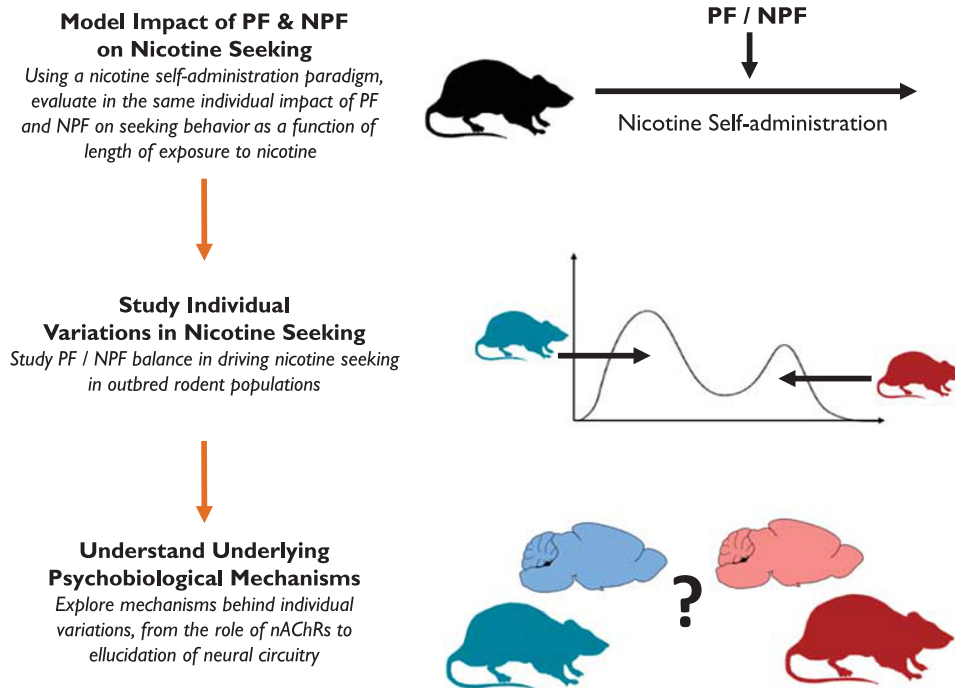 Model Impact of PF & NPF
on Nicotine Seeking
Using a nicotine self-administration paradigm,
evaluate in the same individual impact of PF
and NPF on seeking behavior as a function of
length of exposure to nicotine
PF / NPF
Nicotine Self-administration
Study Individual
Variations in Nicotine Seeking
Study PF / NPF balance in driving nicotine seeking
in outbred rodent populations
Understand Underlying
Psychobiological Mechanisms
Explore mechanisms behind individual
variations, from the role of nAChRs to
ellucidation of neural circuitry
?